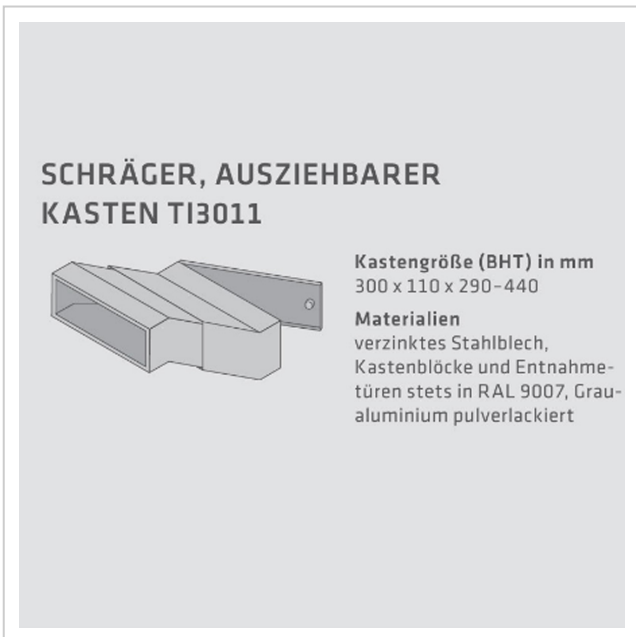 SCHRÄGER, AUSZIEHBARER
KASTEN TI3011
Kastengröße (BHT) in mm
300 x 110 x 290–440
Materialien
verzinktes Stahlblech,
Kastenblöcke und Entnahme-
türen stets in RAL 9007, Grau-
aluminium pulverlackiert